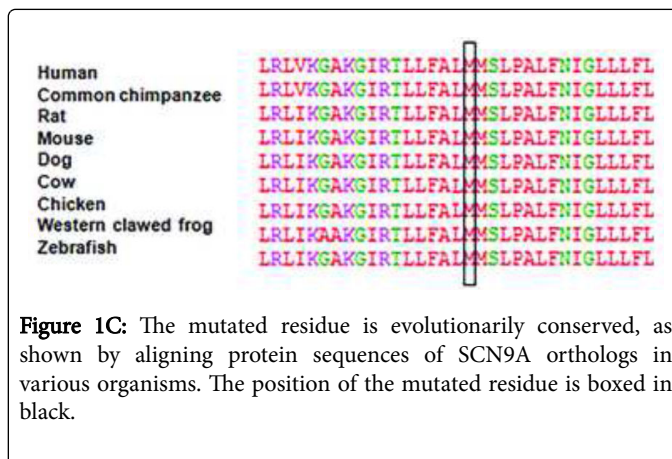 Human LRLVKGAKGIRTLLFALMMSLPALFNIGLLLFL
Common chimpanzee LRLVKGAKGIRTLLFALMMSLPALFNIGLLLFL
Rat LRLIKGAKGIRTLLFALMMSLPALFNIGLLLFL
Mouse LRLIKGAKGIRTLLFALMMSLPALFNIGLLLFL
Dog LRLIKGAKGIRTLLFALMMSLPALFNIGLLLFL
Cow LRLIKGAKGIRTLLFALMMSLPALFNIGLLLFL
Chicken LRLIKGAKGIRTLLFALMMSLPALFNIGLLLFL
Western clawed frog LRLIKAAKGIRTLLFALMMSLPALFNIGLLLFL
Zebrafish LRLIKGAKGIRTLLFALMMSLPALFNIGLLLFL
Figure 1C: The mutated residue is evolutionarily conserved, as
shown by aligning protein sequences of SCN9A orthologs in
various organisms. The position of the mutated residue is boxed in
black.